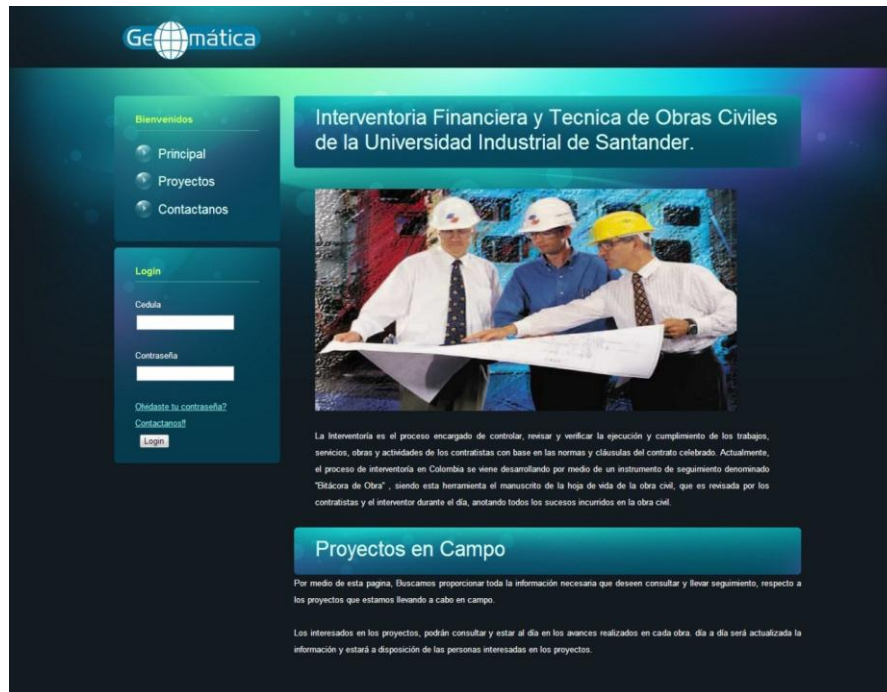 Geomática
Bienvenidos
Principal
Proyectos
Contactanos
Login
Cedula
Contraseña
Olvidaste tu contraseña?
Contactanos!!
Login
Interventoria Financiera y Tecnica de Obras Civiles
de la Universidad Industrial de Santander.
La Interventoría es el proceso encargado de controlar, revisar y verificar la ejecución y cumplimiento de los trabajos,
servicios, obras y actividades de los contratistas con base en las normas y cláusulas del contrato celebrado. Actualmente,
el proceso de interventoría en Colombia se viene desarrollando por medio de un instrumento de seguimiento denominado
"Bitácora de Obra" , siendo esta herramienta el manuscrito de la hoja de vida de la obra civil, que es revisada por los
contratistas y el interventor durante el día, anotando todos los sucesos incurridos en la obra civil.
Proyectos en Campo
Por medio de esta pagina, Buscamos proporcionar toda la información necesaria que deseen consultar y llevar seguimiento, respecto a
los proyectos que estamos llevando a cabo en campo.
Los interesados en los proyectos, podrán consultar y estar al día en los avances realizados en cada obra. día a día será actualizada la
información y estará a disposición de las personas interesadas en los proyectos.